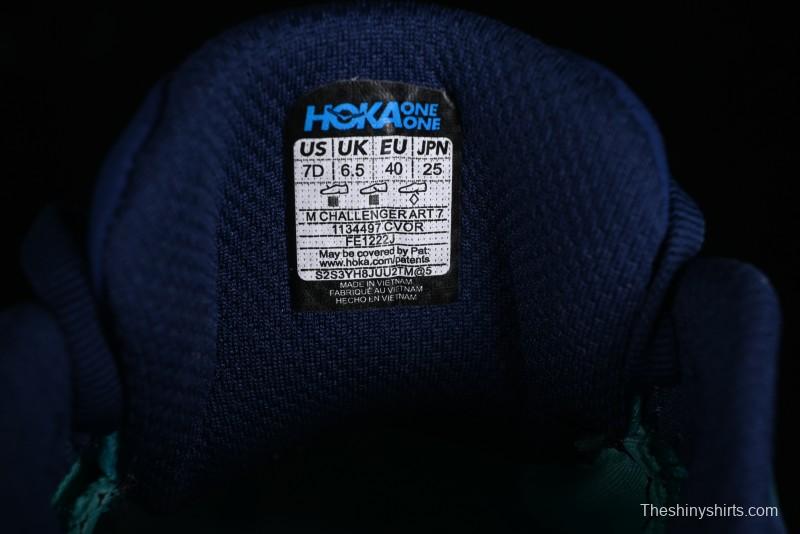 HOKA ONE ONE
US UK EU JPN
7D 6.5 40 25
M CHALLENGER ART 7
1134497 CVOR
FE1222J
May be covered by Pat:
www.hoka.com/patents
S2S3YH8JUU2TM@5
MADE IN VIETNAM
FABRIQUÉ AU VIETNAM
HECHO EN VIETNAM
Theshinyshirts.com